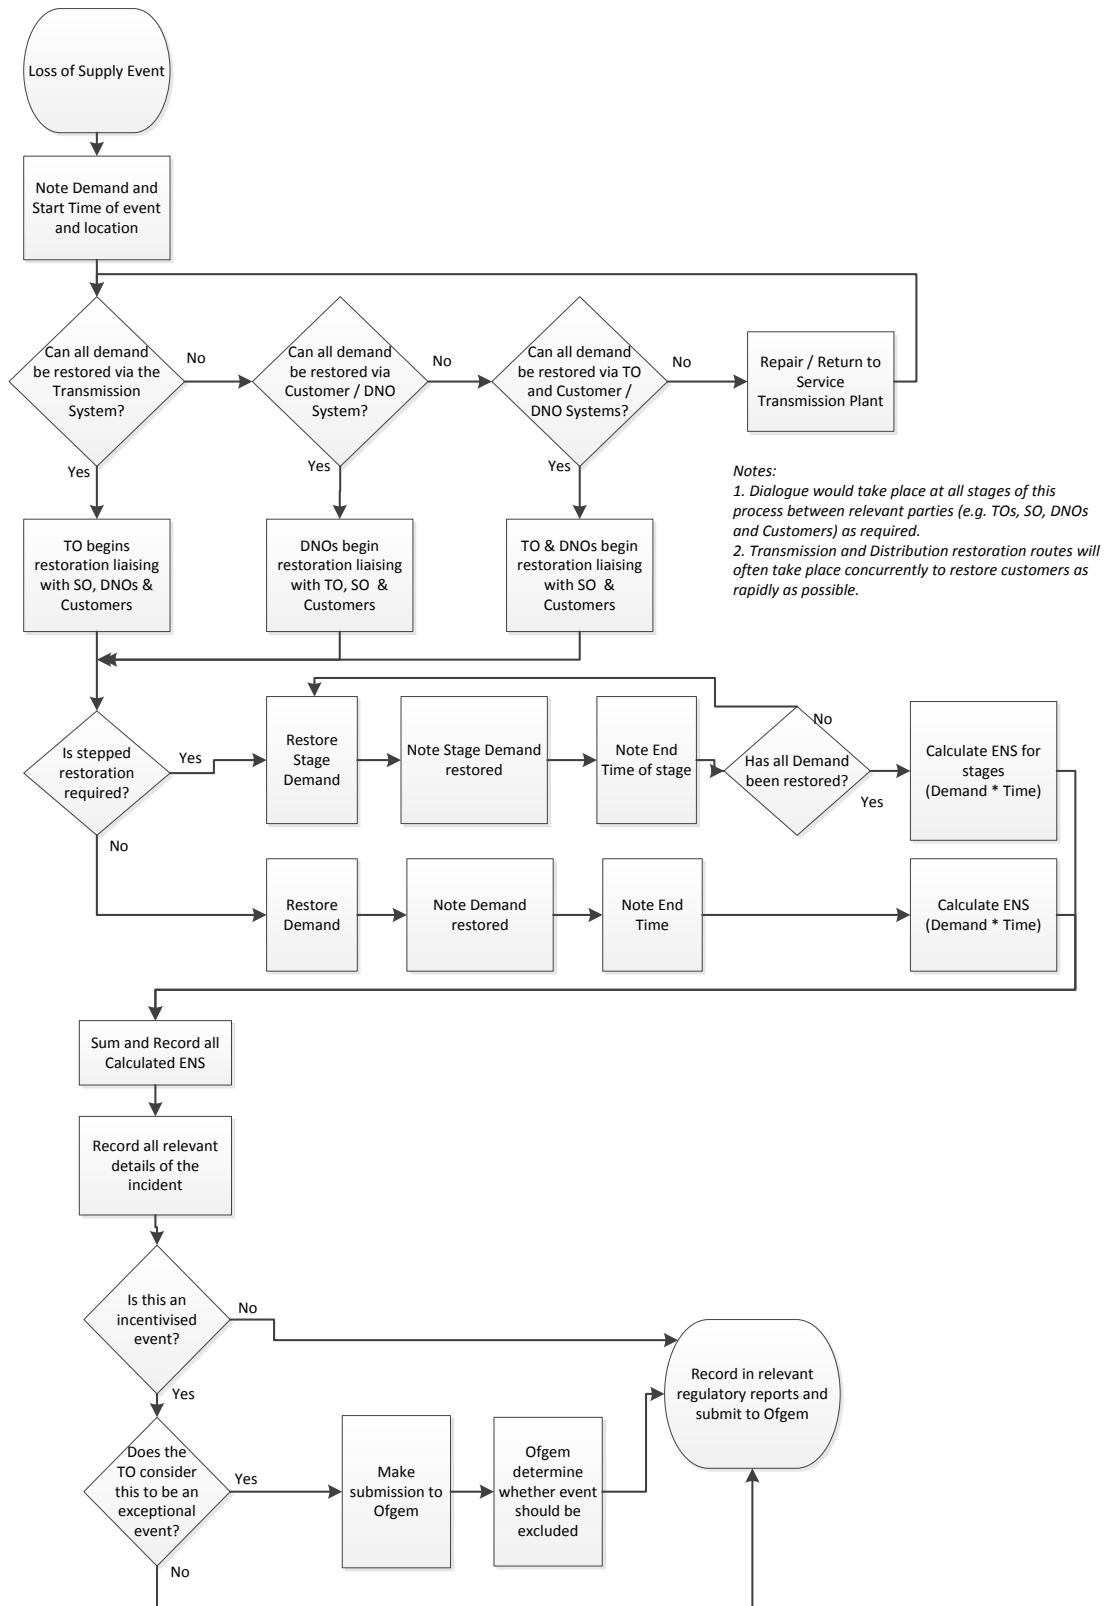 Loss of Supply Event
Note Demand and
Start Time of event
and location
Can all demand
be restored via the
Transmission
System?
No
Can all demand
be restored via
Customer / DNO
System?
No
Can all demand
be restored via TO
and Customer /
DNO Systems?
No
Repair / Return to
Service
Transmission Plant
Yes
Yes
Yes
Notes:
1. Dialogue would take place at all stages of this
process between relevant parties (e.g. TOs, SO, DNOs
and Customers) as required.
2. Transmission and Distribution restoration routes will
often take place concurrently to restore customers as
rapidly as possible.
TO begins
restoration liaising
with SO, DNOs &
Customers
DNOs begin
restoration liaising
with TO, SO &
Customers
TO & DNOs begin
restoration liaising
with SO &
Customers
Is stepped
restoration
required?
Yes
Restore
Stage
Demand
Note Stage Demand
restored
Note End
Time of stage
No
Has all Demand
been restored?
Yes
Calculate ENS for
stages
(Demand * Time)
No
Restore
Demand
Note Demand
restored
Note End
Time
Calculate ENS
(Demand * Time)
Sum and Record all
Calculated ENS
Record all relevant
details of the
incident
Is this an
incentivised
event?
No
Record in relevant
regulatory reports and
submit to Ofgem
Yes
Does the
TO consider
this to be an
exceptional
event?
Yes
Make
submission to
Ofgem
Ofgem
determine
whether event
should be
excluded
No